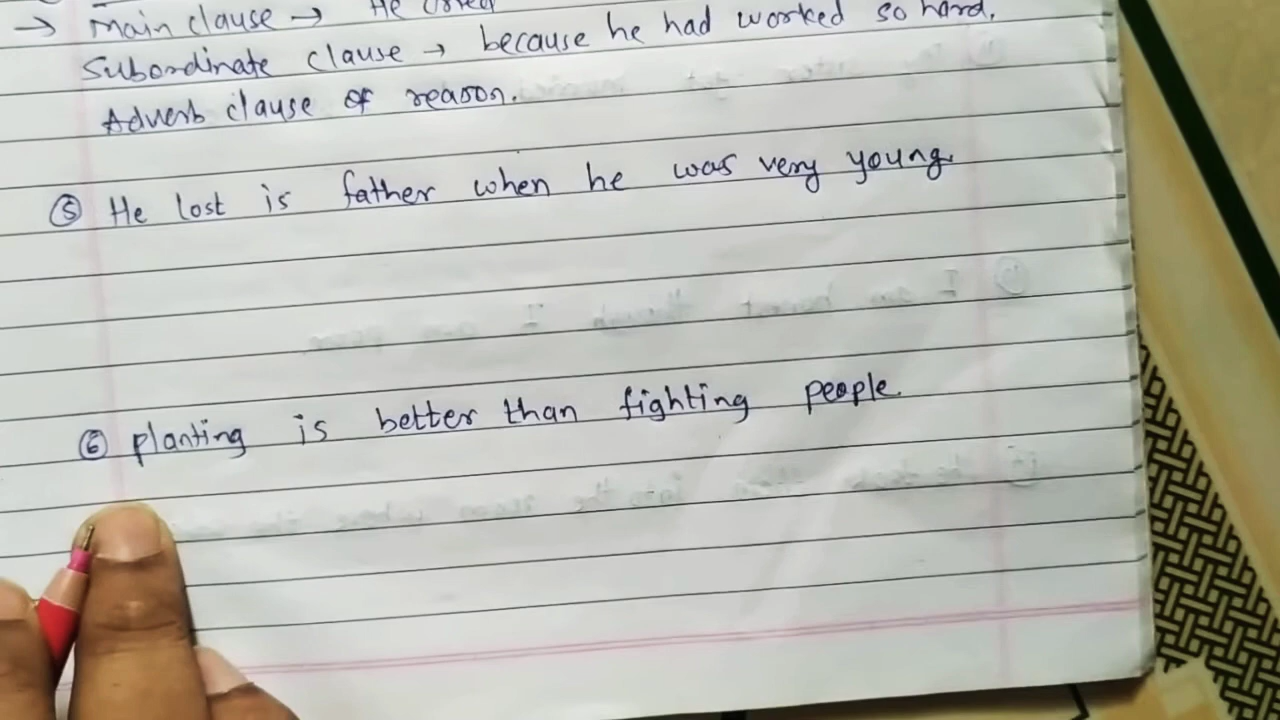 → Main clause → He
Subordinate clause → because he had worked so hard.
Adverb clause of reason.
⑤ He lost is father when he was very young.
⑥ planting is better than fighting people.